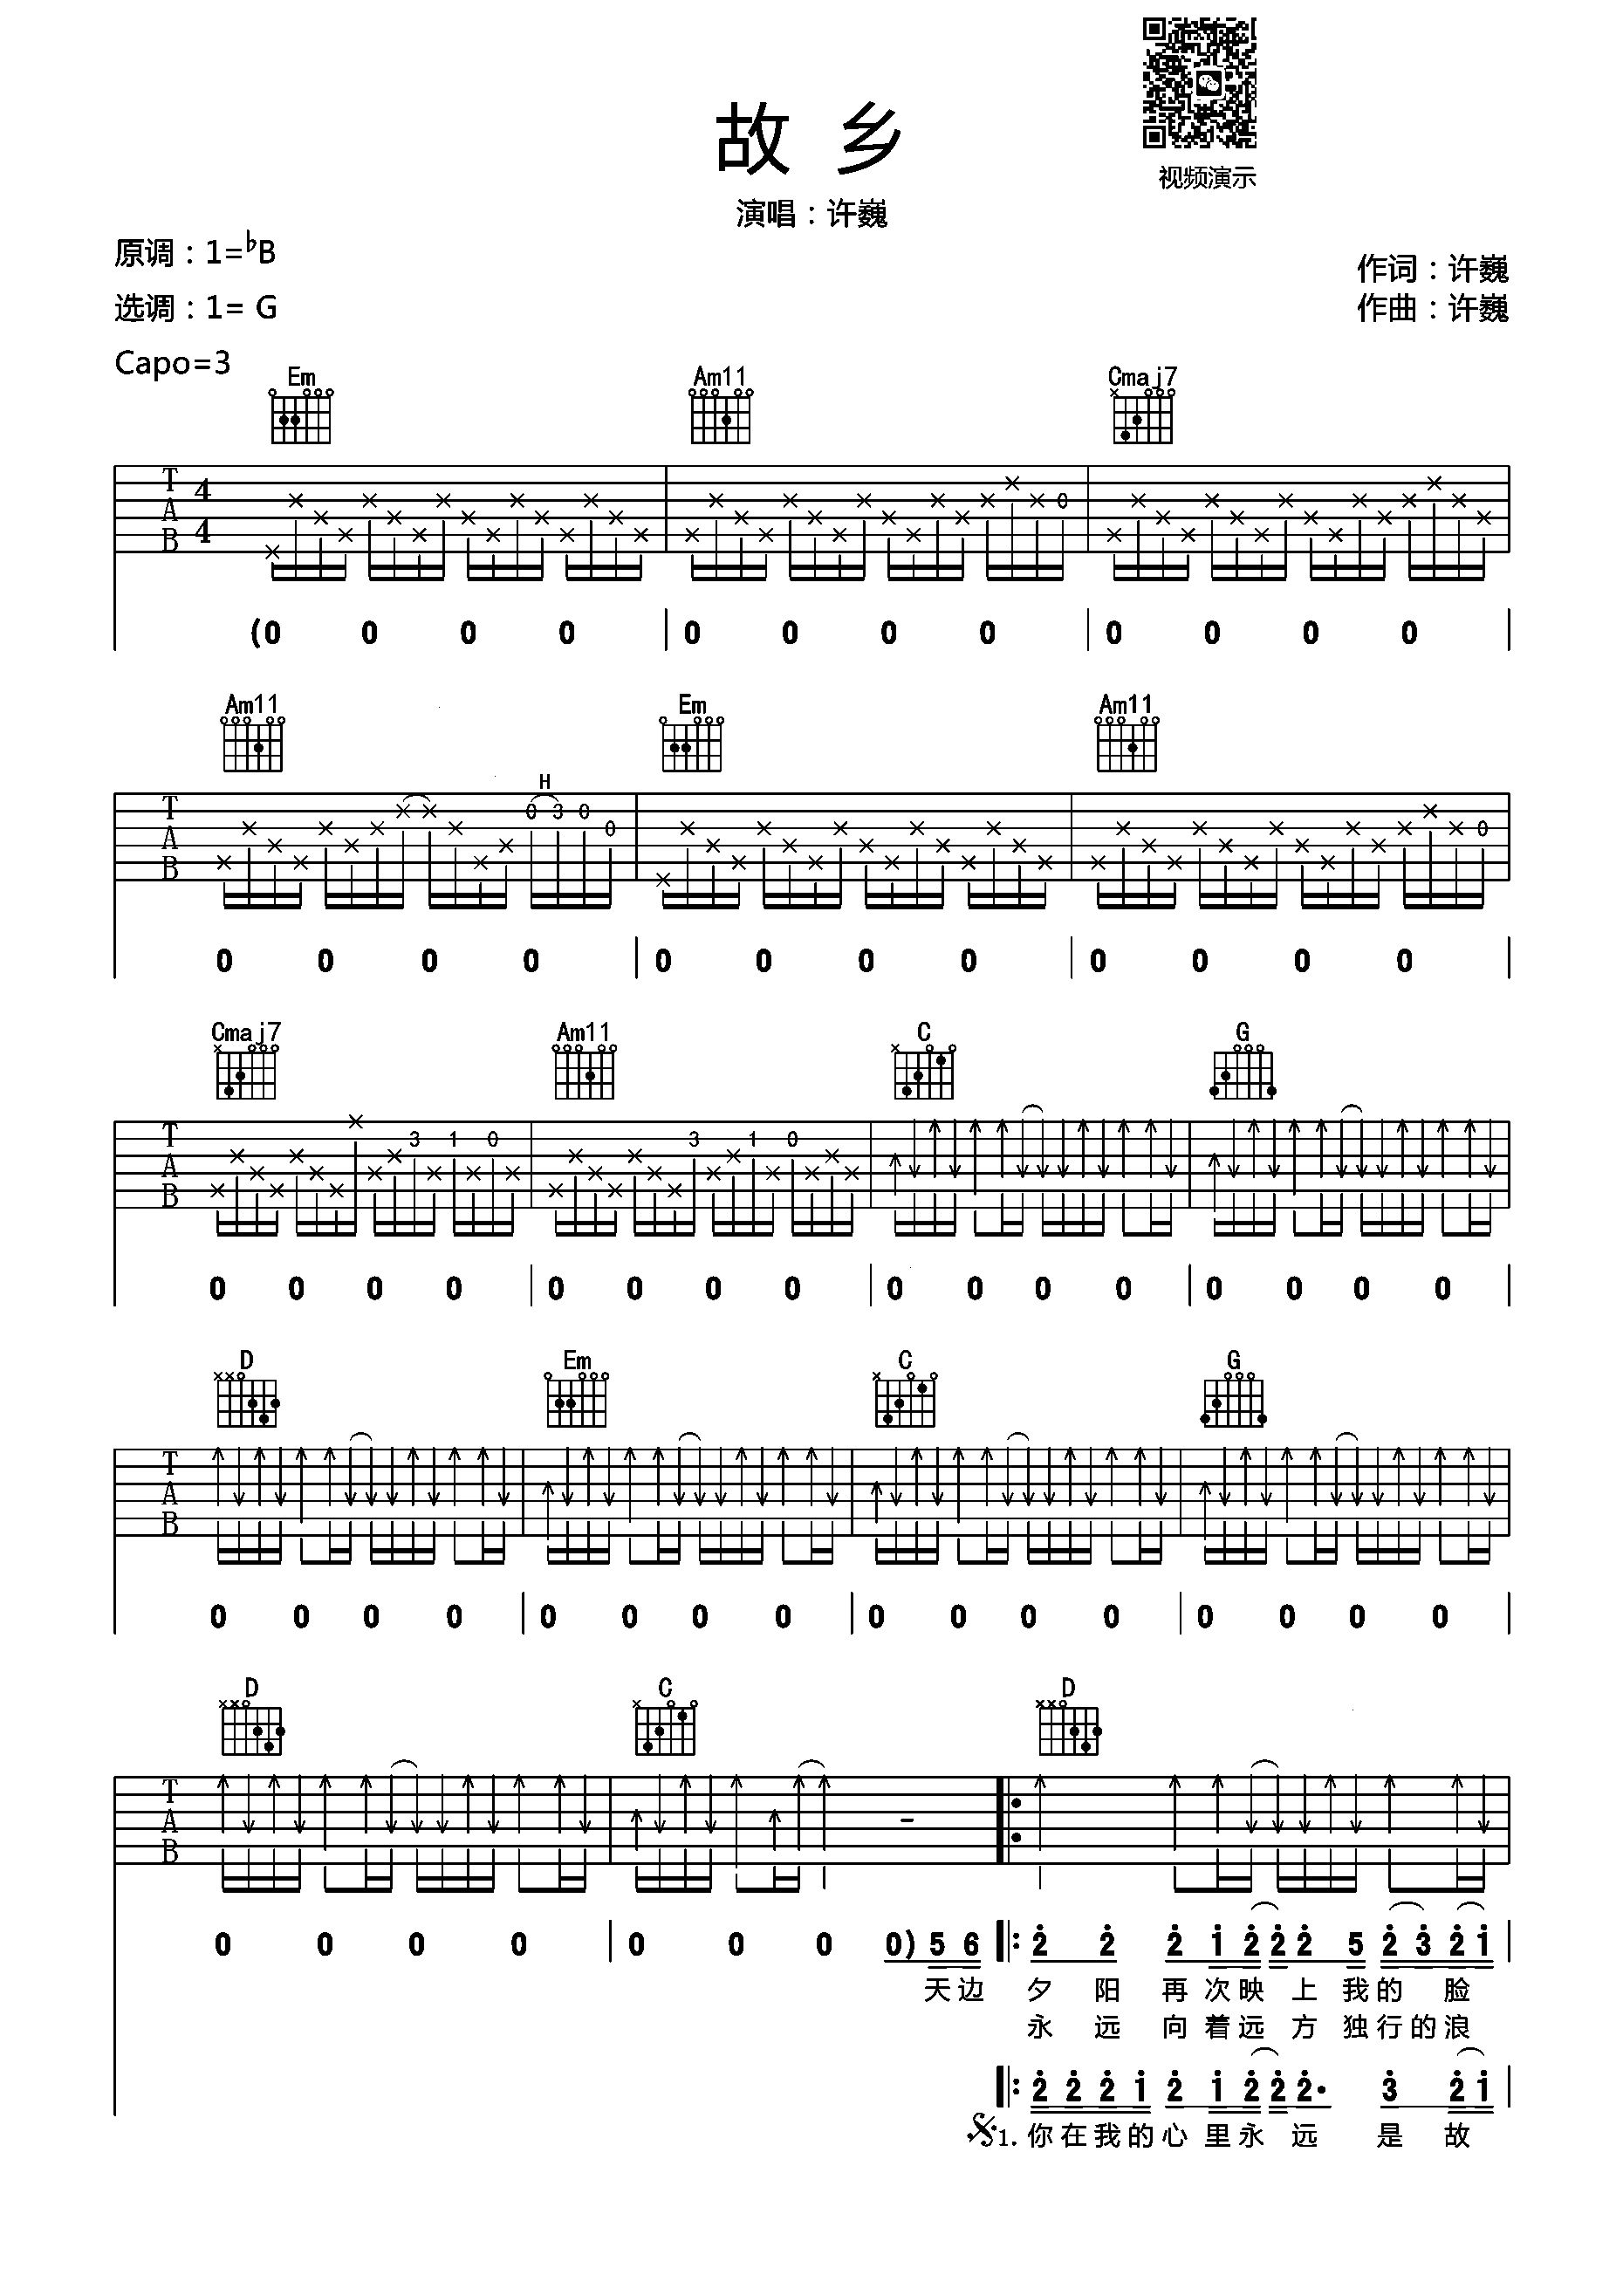 故 乡
视频演示
演唱：许巍
原调：1=♭B
作词：许巍
选调：1= G
作曲：许巍
Capo=3
Em Am11 Cmaj7
T A B 4 4 0
(0 0 0 0 | 0 0 0 0 | 0 0 0 0 |
Am11 Em Am11
H
T A B 0 3 0 0 0
0 0 0 0 | 0 0 0 0 | 0 0 0 0 |
Cmaj7 Am11 C G
T A B 3 1 0 3 1 0
0 0 0 0 | 0 0 0 0 | 0 0 0 0 | 0 0 0 0 |
D Em C G
T A B
0 0 0 0 | 0 0 0 0 | 0 0 0 0 | 0 0 0 0 |
D C D
T A B -
0 0 0 0 | 0 0 0 0) 5 6 |: 2 2 2 1 2 2 2 5 2 3 2 1 |
天边 夕 阳 再 次 映 上 我 的 脸
永 远 向 着 远 方 独 行 的 浪
|: 2 2 2 1 2 1 2 2 2. 3 2 1 |
1. 你 在 我 的 心 里 永 远 是 故